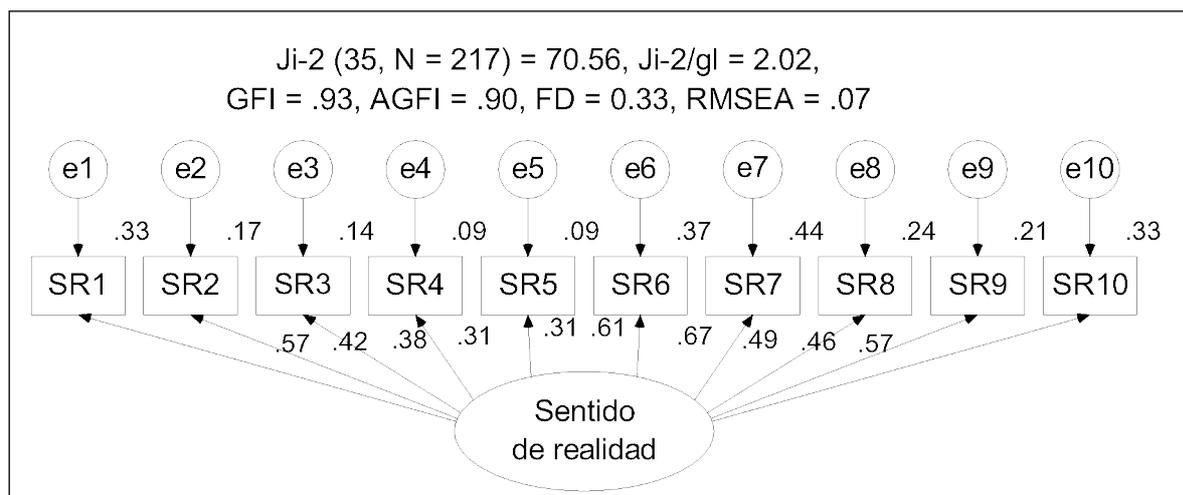 Ji-2 (35, N = 217) = 70.56, Ji-2/gl = 2.02,
GFI = .93, AGFI = .90, FD = 0.33, RMSEA = .07
e1 e2 e3 e4 e5 e6 e7 e8 e9 e10
.33 .17 .14 .09 .09 .37 .44 .24 .21 .33
SR1 SR2 SR3 SR4 SR5 SR6 SR7 SR8 SR9 SR10
.57 .42 .38 .31 .31 .61 .67 .49 .46 .57
Sentido
de realidad